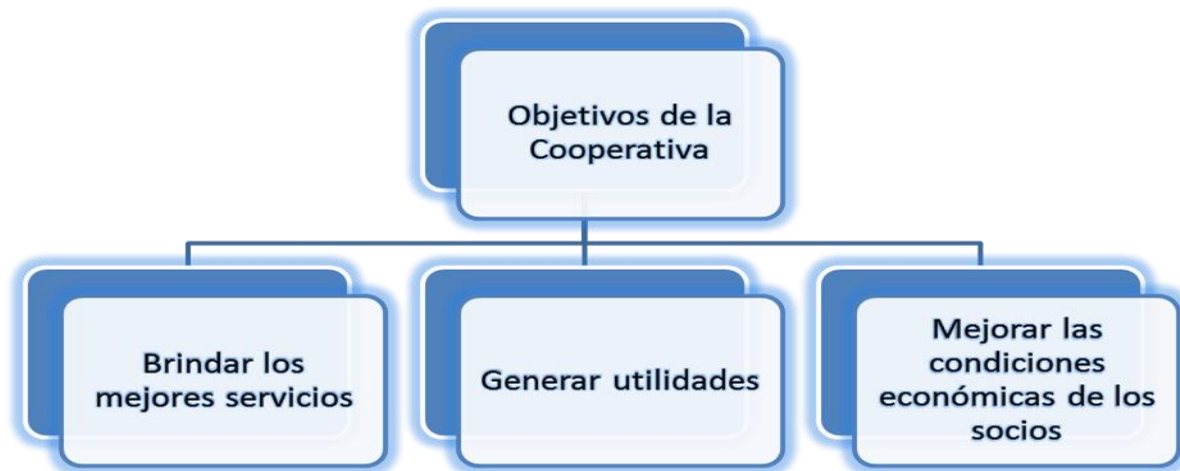 Objetivos de la
Cooperativa
Brindar los
mejores servicios
Generar utilidades
Mejorar las
condiciones
económicas de los
socios